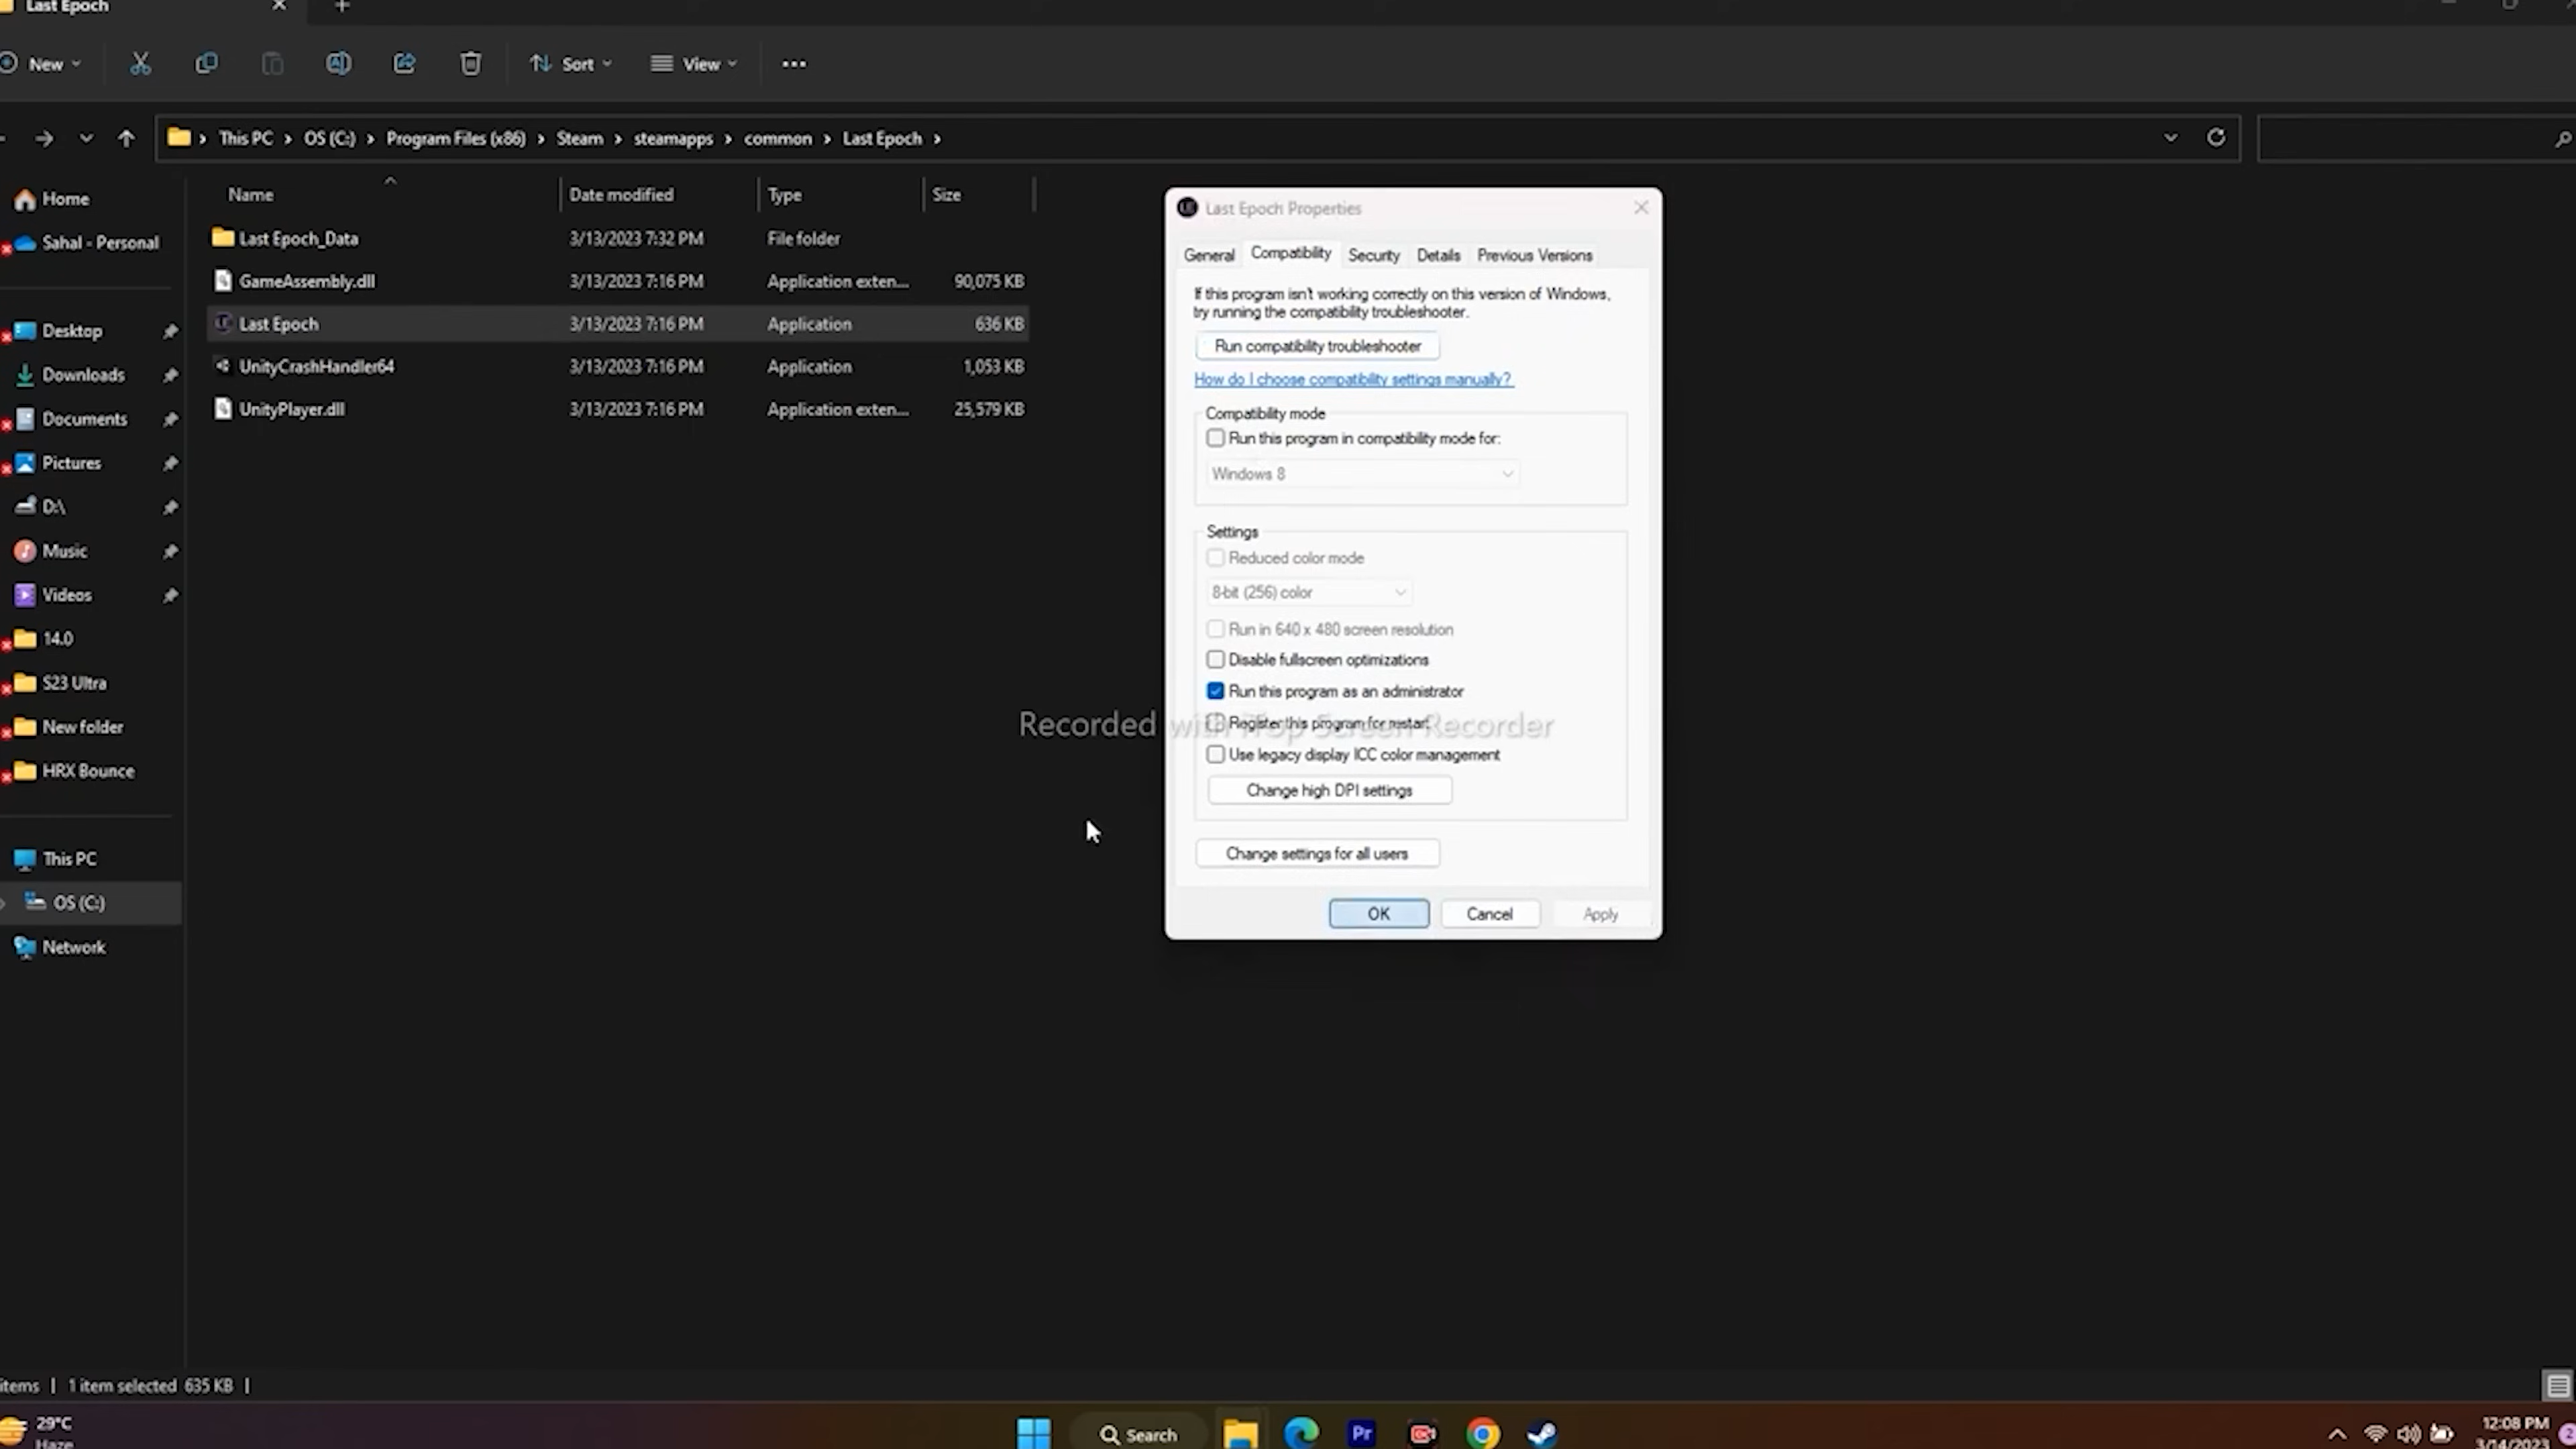 Last Epoch
New
Sort
View
This PC > OS (C:) > Program Files (x86) > Steam > steamapps > common > Last Epoch >
Name Date modified Type Size
Last Epoch_Data 3/13/2023 7:32 PM File folder
GameAssembly.dll 3/13/2023 7:16 PM Application exten... 90,075 KB
Last Epoch 3/13/2023 7:16 PM Application 636 KB
UnityCrashHandler64 3/13/2023 7:16 PM Application 1,053 KB
UnityPlayer.dll 3/13/2023 7:16 PM Application exten... 25,579 KB
Home
Sahal - Personal
Desktop
Downloads
Documents
Pictures
D:\
Music
Videos
14.0
S23 Ultra
New folder
HRX Bounce
This PC
OS (C:)
Network
Last Epoch Properties
General Compatibility Security Details Previous Versions
If this program isn't working correctly on this version of Windows,
try running the compatibility troubleshooter.
Run compatibility troubleshooter
How do I choose compatibility settings manually?
Compatibility mode
Run this program in compatibility mode for:
Windows 8
Settings
Reduced color mode
8-bit (256) color
Run in 640 x 480 screen resolution
Disable fullscreen optimizations
Run this program as an administrator
Register this program for restart
Recorded with iTop Screen Recorder
Use legacy display ICC color management
Change high DPI settings
Change settings for all users
OK Cancel Apply
items | 1 item selected 635 KB |
29°C
Haze
Search
Pr
12:08 PM
3/14/2023